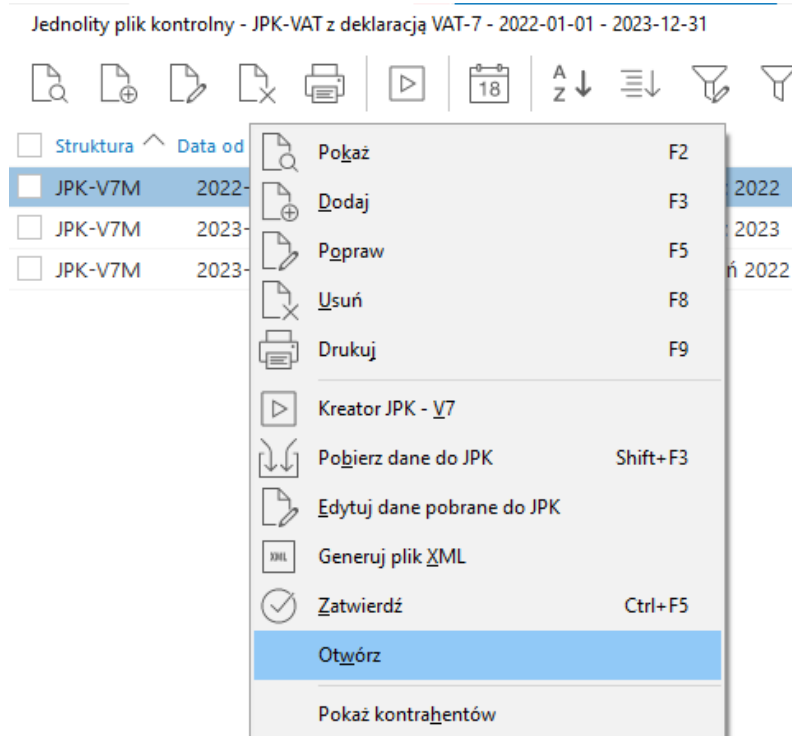 Jednolity plik kontrolny - JPK-VAT z deklaracją VAT-7 - 2022-01-01 - 2023-12-31
18 A Z
Struktura Data od
JPK-V7M 2022- 2022
JPK-V7M 2023- 2023
JPK-V7M 2023- ń 2022
Pokaż F2
Dodaj F3
Popraw F5
Usuń F8
Drukuj F9
Kreator JPK - V7
Pobierz dane do JPK Shift+F3
Edytuj dane pobrane do JPK
XML Generuj plik XML
Zatwierdź Ctrl+F5
Otwórz
Pokaż kontrahentów